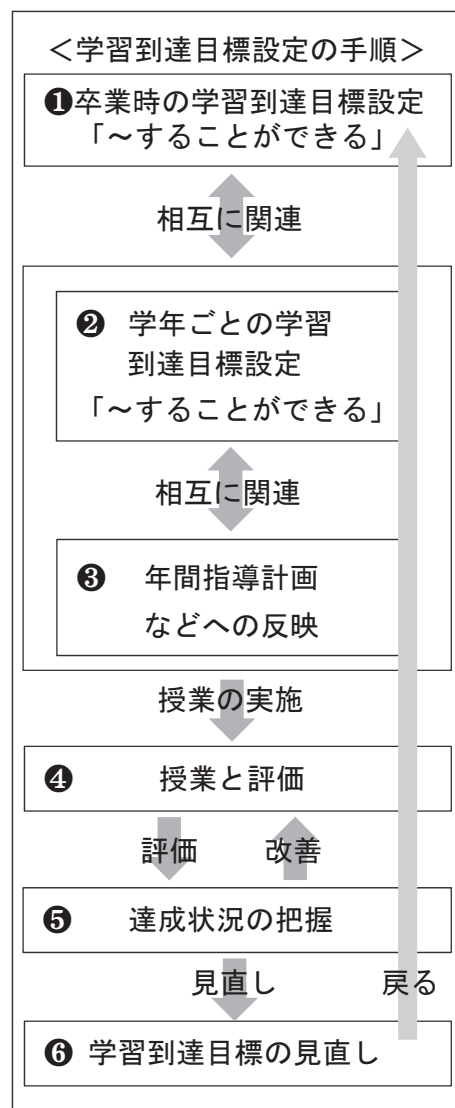 ＜学習到達目標設定の手順＞
❶卒業時の学習到達目標設定
「～することができる」
相互に関連
❷ 学年ごとの学習
到達目標設定
「～することができる」
相互に関連
❸ 年間指導計画
などへの反映
授業の実施
❹ 授業と評価
評価 改善
❺ 達成状況の把握
見直し 戻る
❻ 学習到達目標の見直し